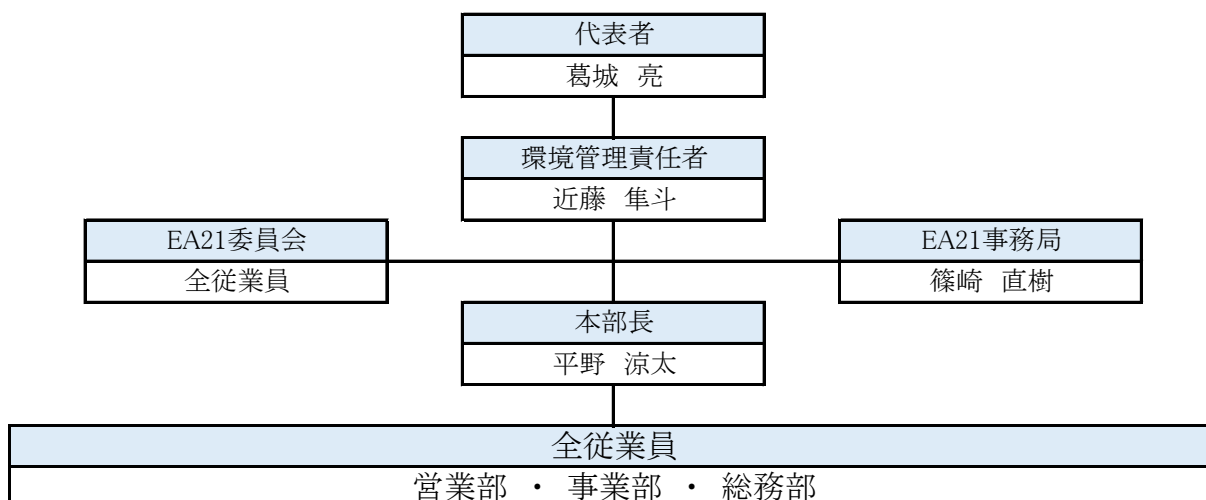 代表者
葛城 亮
環境管理責任者
近藤 隼斗
EA21委員会
全従業員
EA21事務局
篠崎 直樹
本部長
平野 涼太
全従業員
営業部 ・ 事業部 ・ 総務部